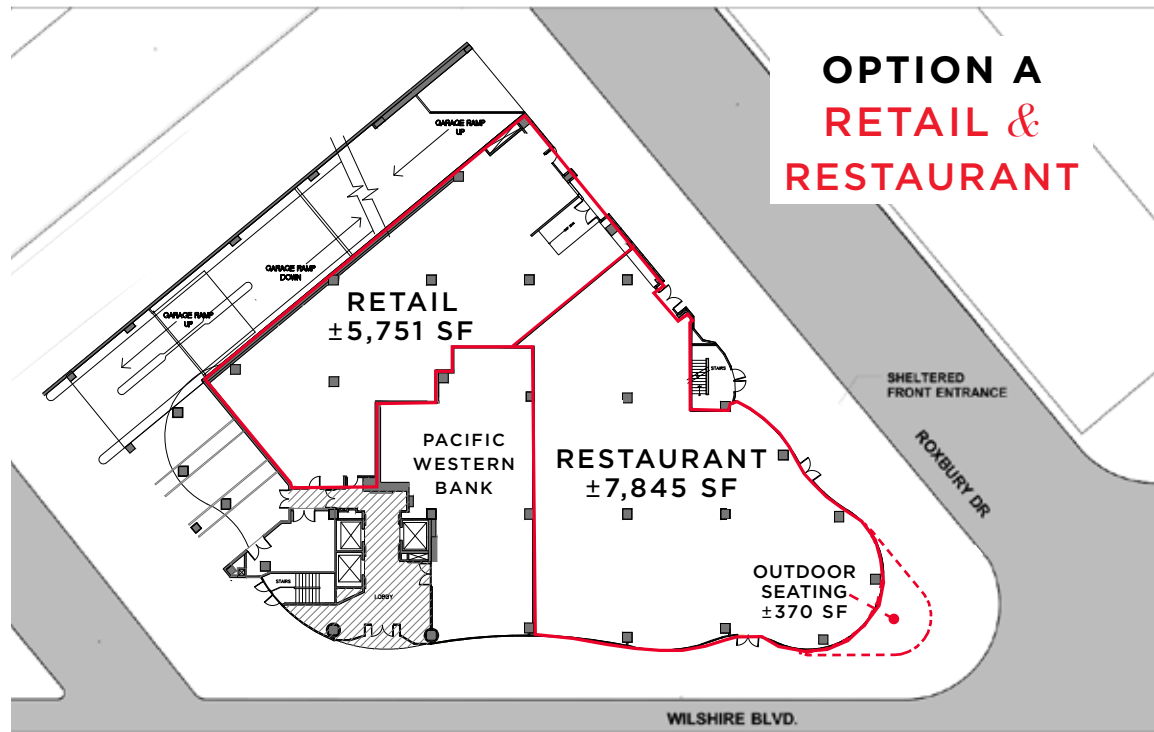 OPTION A
RETAIL &
RESTAURANT
GARAGE RAMP
UP
GARAGE RAMP
DOWN
GARAGE RAMP
UP
RETAIL
±5,751 SF
STAIRS
SHELTERED
FRONT ENTRANCE
PACIFIC
WESTERN
BANK
RESTAURANT
±7,845 SF
ROXBURY DR
OUTDOOR
SEATING
±370 SF
STAIRS
LOBBY
WILSHIRE BLVD.